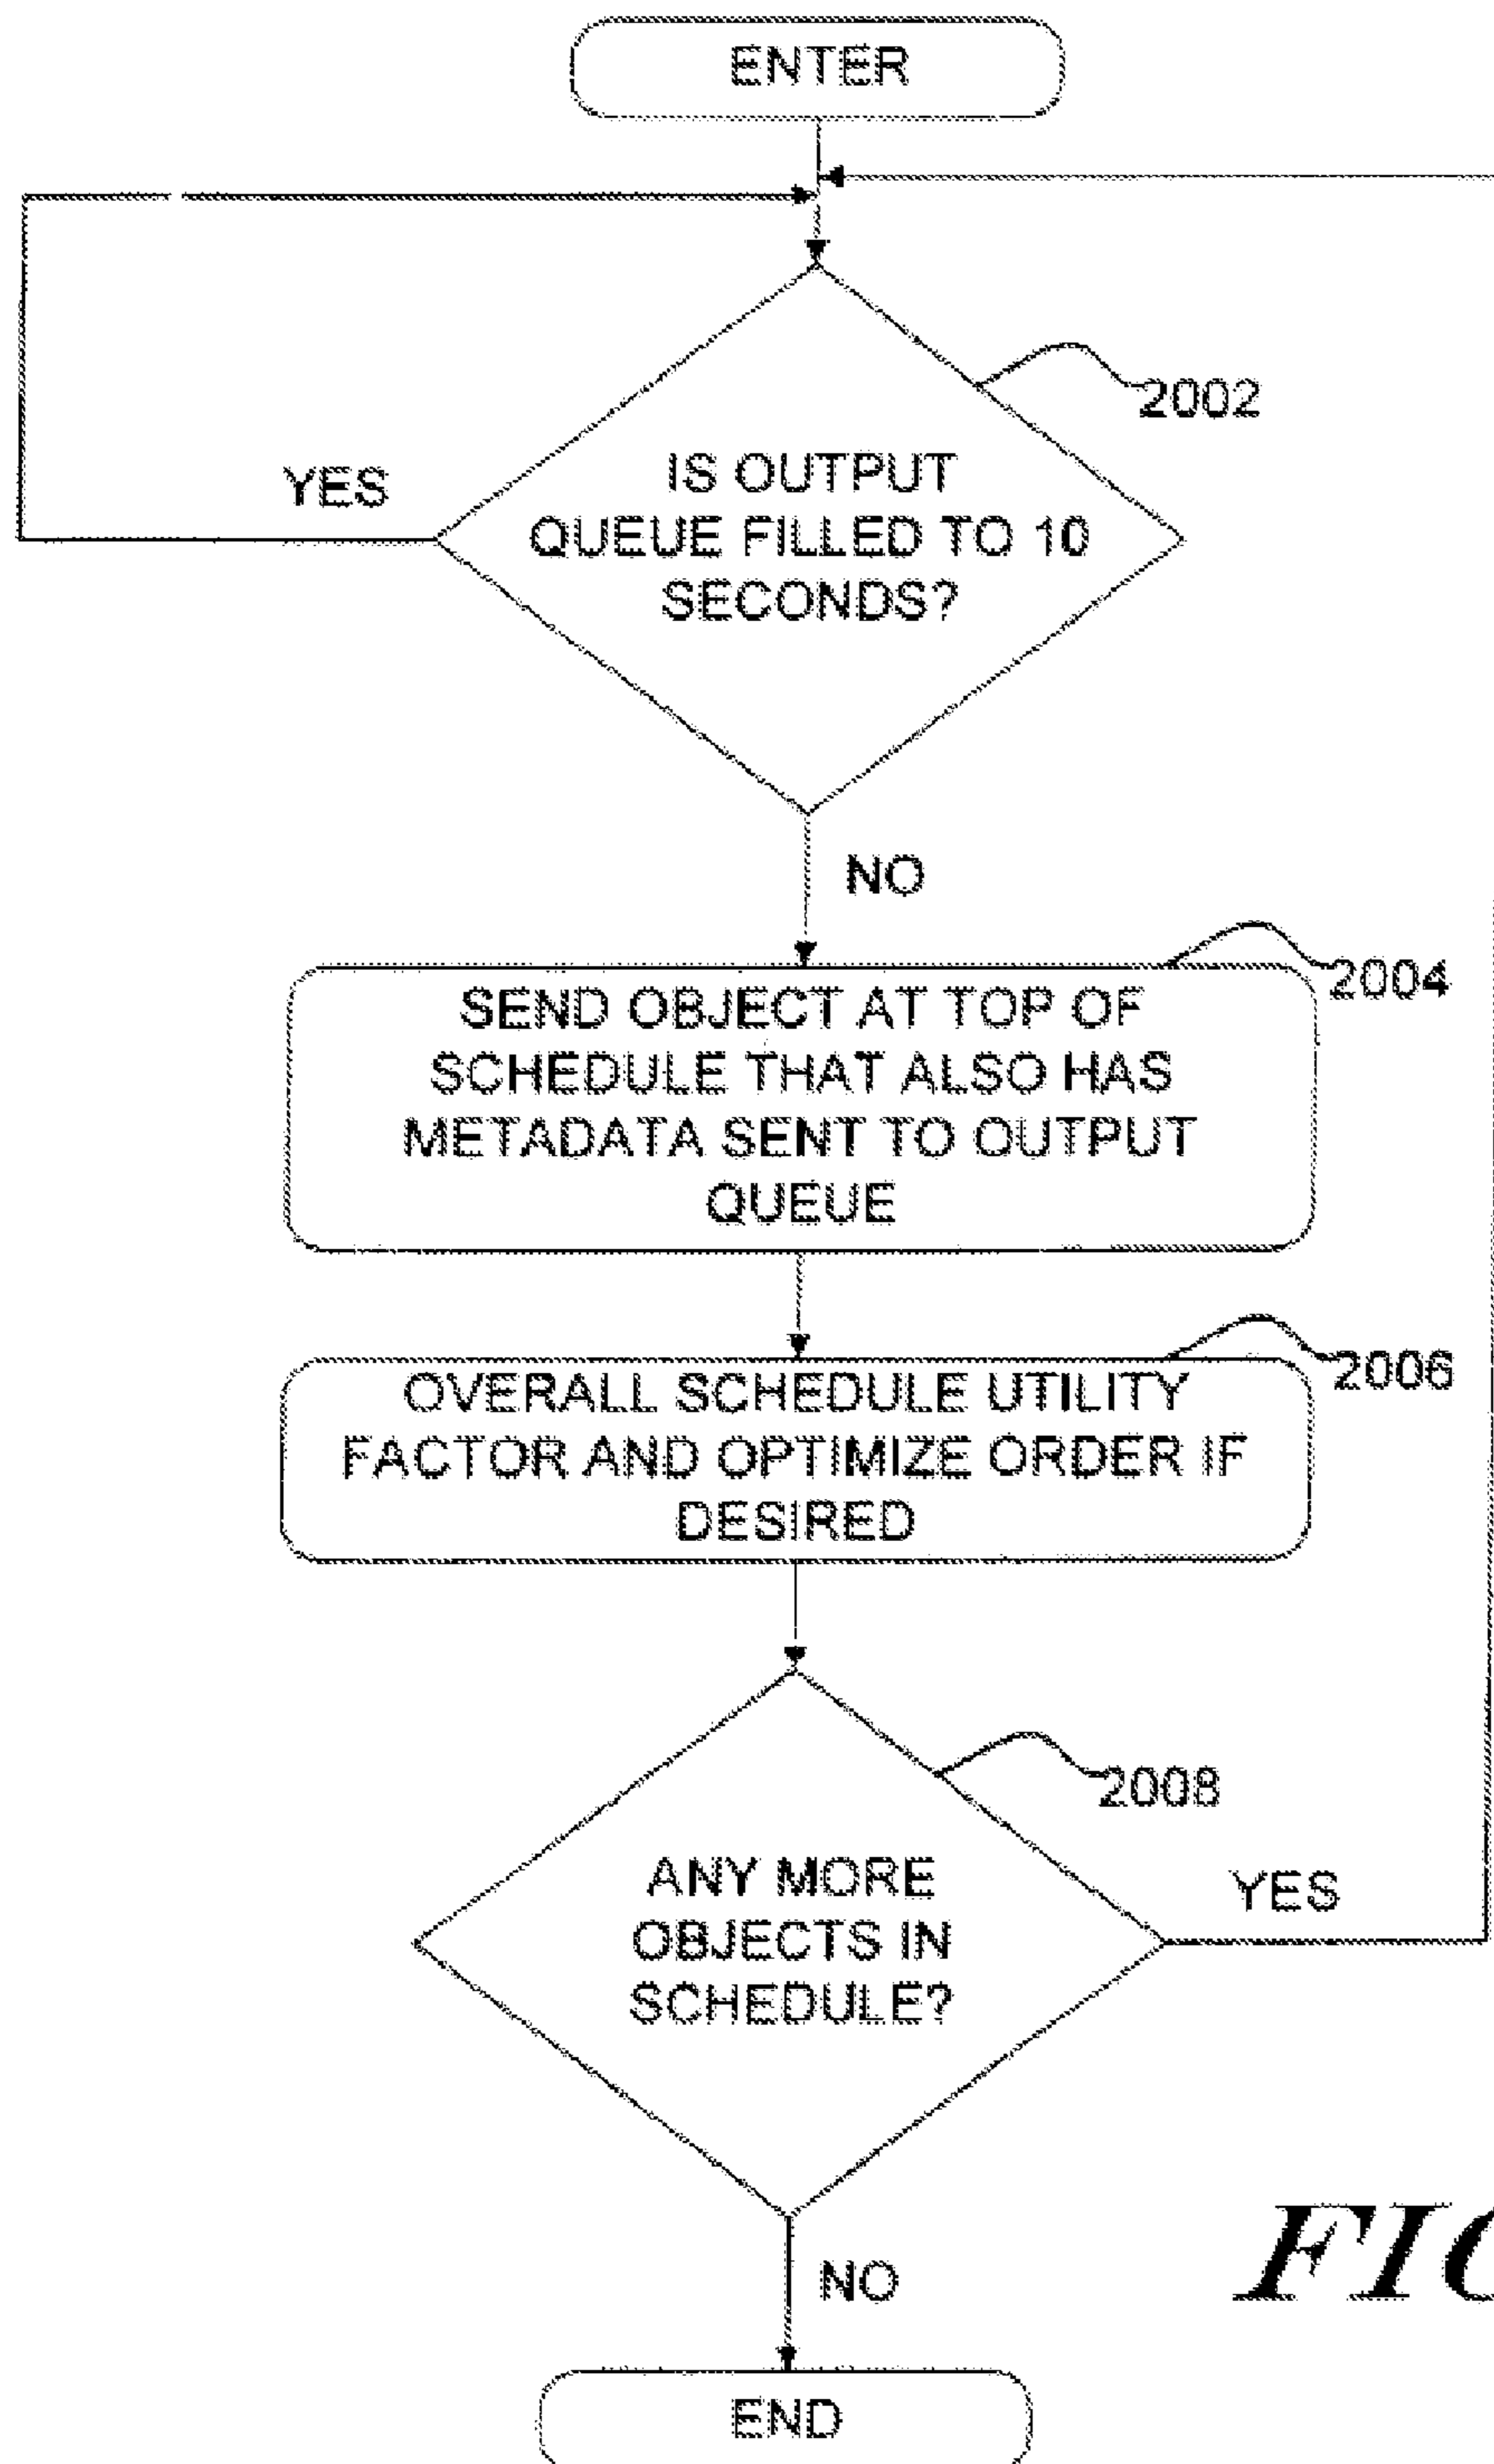 ENTER
2002
IS OUTPUT
YES
QUEUE FILLED TO 10
SECONDS?
NO
2004
SEND OBJECT AT TOP OF
SCHEDULE THAT ALSO HAS
METADATA SENT TO OUTPUT
QUEUE
2006
OVERALL SCHEDULE UTILITY
FACTOR AND OPTIMIZE ORDER IF
DESIRED
2008
ANY MORE
YES
OBJECTS IN
SCHEDULE?
NO
END